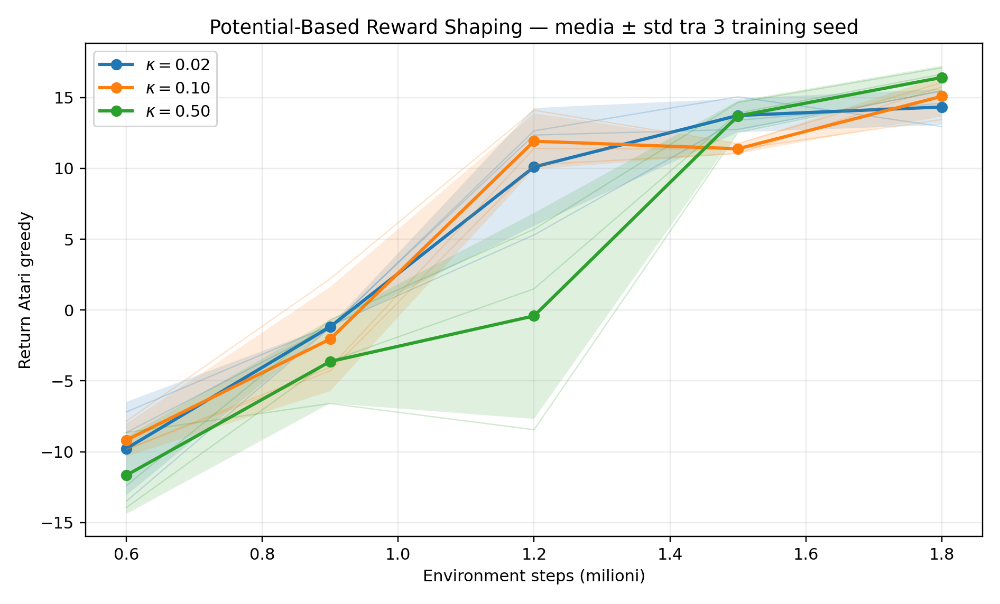 Potential-Based Reward Shaping — media ± std tra 3 training seed
κ = 0.02
κ = 0.10
κ = 0.50
15
10
5
0
−5
−10
−15
Return Atari greedy
0.6 0.8 1.0 1.2 1.4 1.6 1.8
Environment steps (milioni)